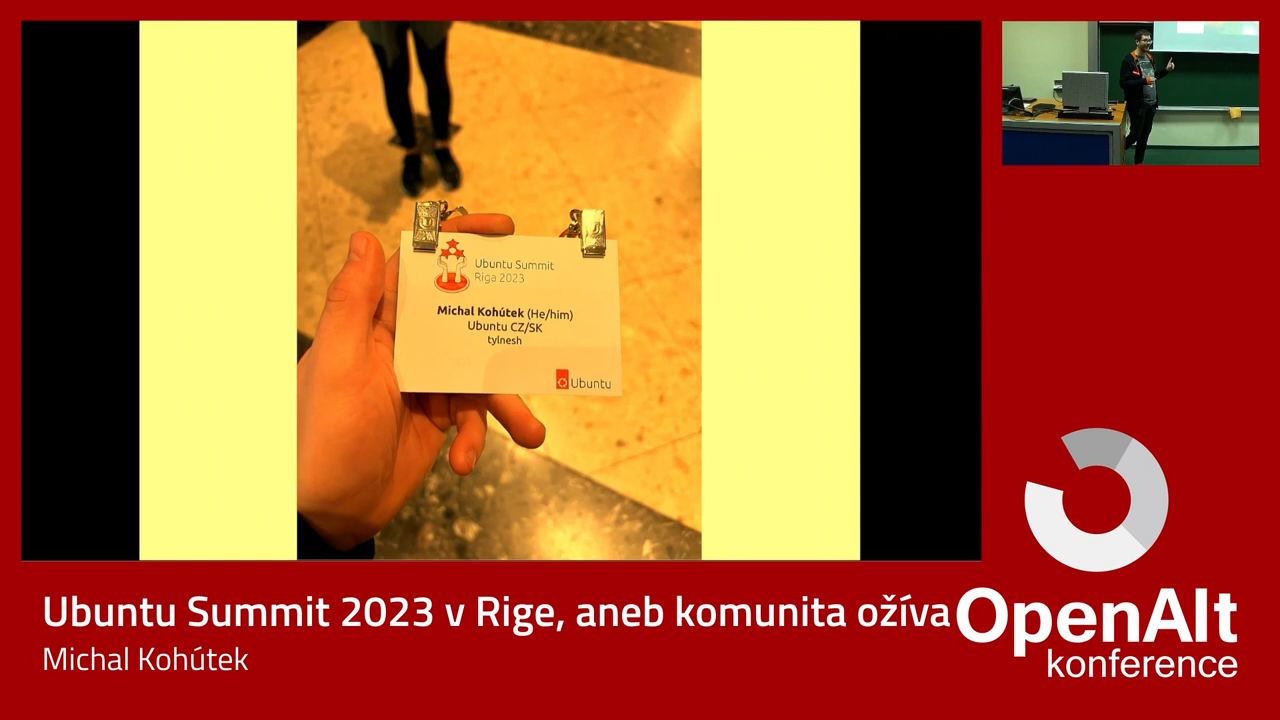 Ubuntu Summit
Riga 2023
Michal Kohútek (He/him)
Ubuntu CZ/SK
tylnesh
Ubuntu
Ubuntu Summit 2023 v Rige, aneb komunita ožíva
Michal Kohútek
OpenAlt
konference